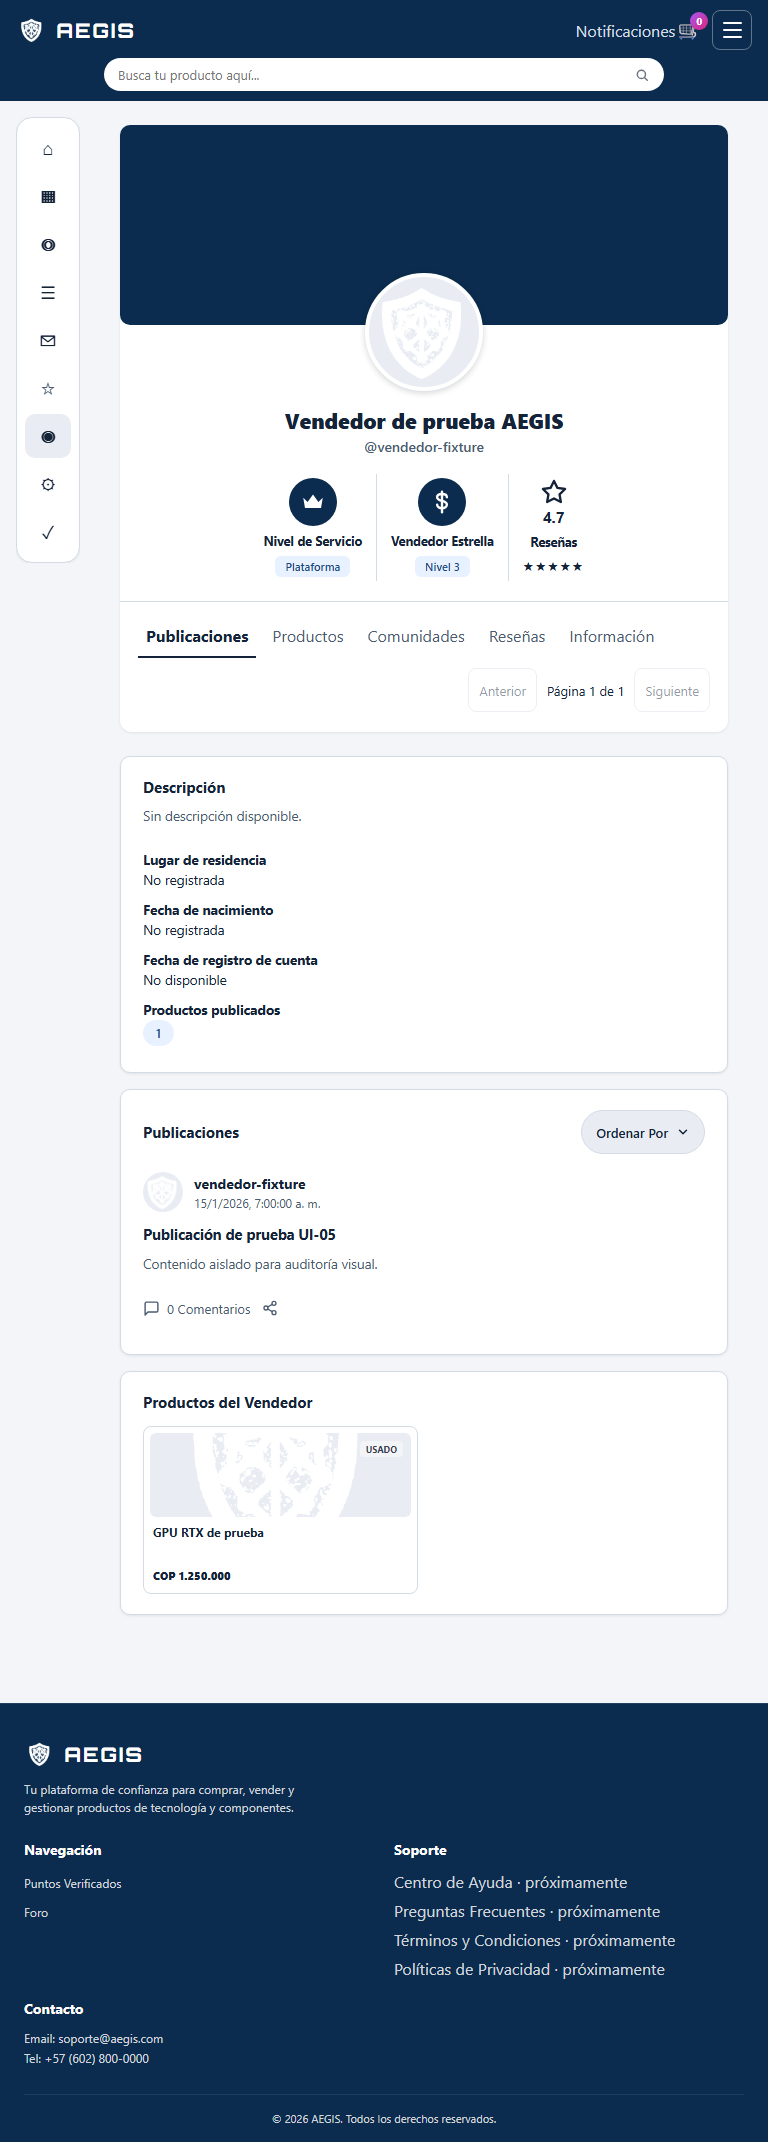 AEGIS
Notificaciones
0
Busca tu producto aquí...
Vendedor de prueba AEGIS
@vendedor-fixture
Nivel de Servicio
Plataforma
Vendedor Estrella
Nivel 3
4.7
Reseñas
★★★★★
Publicaciones
Productos
Comunidades
Reseñas
Información
Anterior
Página 1 de 1
Siguiente
Descripción
Sin descripción disponible.
Lugar de residencia
No registrada
Fecha de nacimiento
No registrada
Fecha de registro de cuenta
No disponible
Productos publicados
1
Publicaciones
Ordenar Por
vendedor-fixture
15/1/2026, 7:00:00 a. m.
Publicación de prueba UI-05
Contenido aislado para auditoría visual.
0 Comentarios
Productos del Vendedor
USADO
GPU RTX de prueba
COP 1.250.000
AEGIS
Tu plataforma de confianza para comprar, vender y
gestionar productos de tecnología y componentes.
Navegación
Puntos Verificados
Foro
Soporte
Centro de Ayuda · próximamente
Preguntas Frecuentes · próximamente
Términos y Condiciones · próximamente
Políticas de Privacidad · próximamente
Contacto
Email: soporte@aegis.com
Tel: +57 (602) 800-0000
© 2026 AEGIS. Todos los derechos reservados.